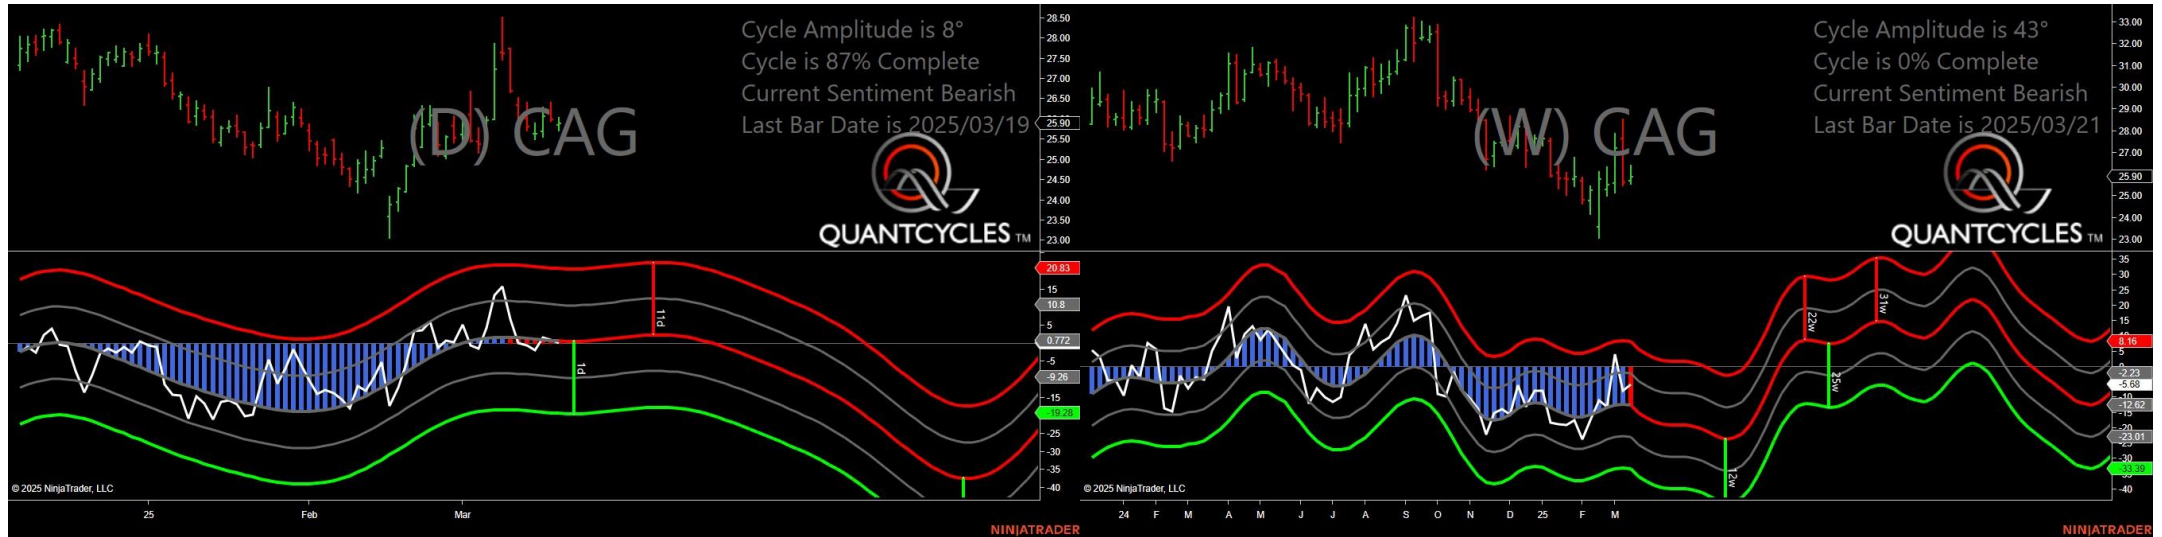 Cycle Amplitude is 8°
Cycle is 87% Complete
Current Sentiment Bearish
Last Bar Date is 2025/03/19
(D) CAG
QUANTCYCLES TM
28.50
28.00
27.50
27.00
26.50
25.90
25.50
25.00
24.50
24.00
23.50
23.00
20.83
15
10.8
5
0.772
-5
-9.26
-15
-19.28
-25
-30
-35
-40
11d
1d
© 2025 NinjaTrader, LLC
25 Feb Mar
NINJATRADER
Cycle Amplitude is 43°
Cycle is 0% Complete
Current Sentiment Bearish
Last Bar Date is 2025/03/21
(W) CAG
QUANTCYCLES TM
33.00
32.00
31.00
30.00
29.00
28.00
27.00
25.90
25.00
24.00
23.00
35
30
25
20
15
8.16
5
-2.23
-5.68
-12.62
-23.01
-30
-33.39
-40
22w
31w
25w
12w
© 2025 NinjaTrader, LLC
24 F M A M J J A S O N D 25 F M
NINJATRADER